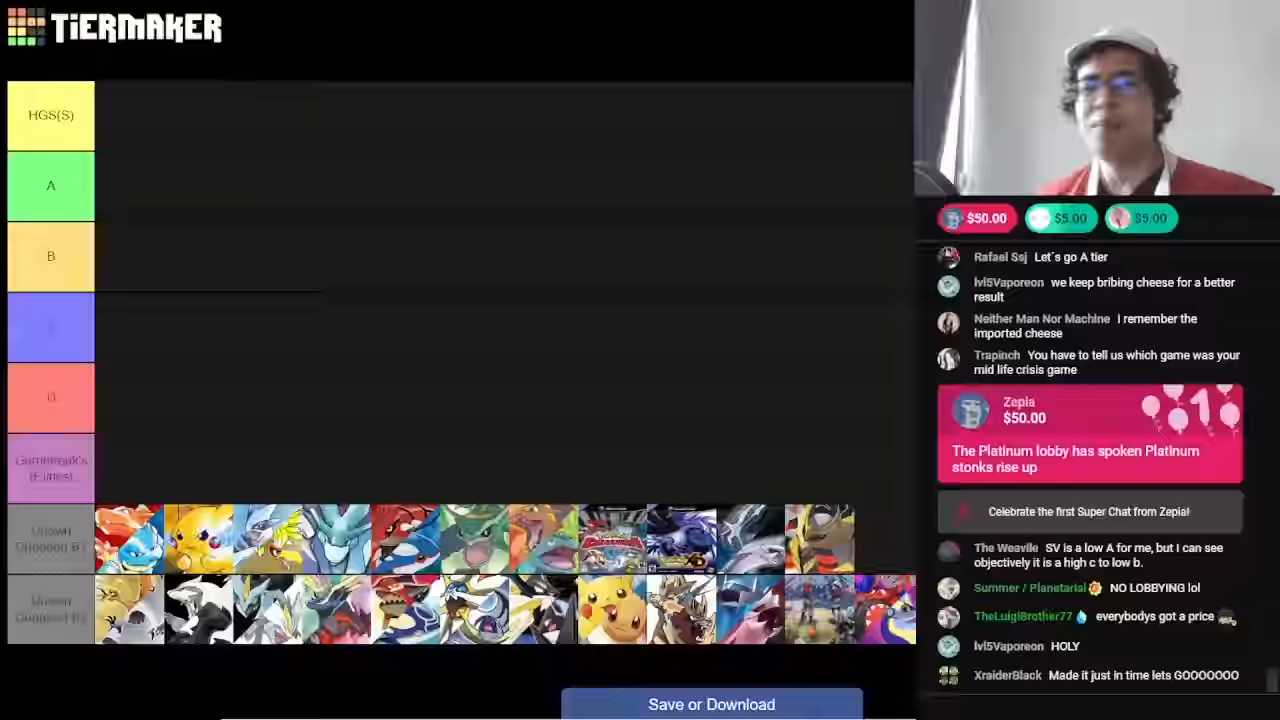 TiERMAKER
HGS(S)
A
B
D
Save or Download
$50.00
$5.00
$5.00
Rafael Ssj Let´s go A tier
lvl5Vaporeon we keep bribing cheese for a better
result
Neither Man Nor Machine I remember the
imported cheese
Trapinch You have to tell us which game was your
mid life crisis game
Zepia
$50.00
The Platinum lobby has spoken Platinum
stonks rise up
Celebrate the first Super Chat from Zepia!
The Weavile SV is a low A for me, but I can see
objectively it is a high c to low b.
Summer / Planetarial NO LOBBYING lol
TheLuigiBrother77 everybodys got a price
lvl5Vaporeon HOLY
XraiderBlack Made it just in time lets GOOOOOOO